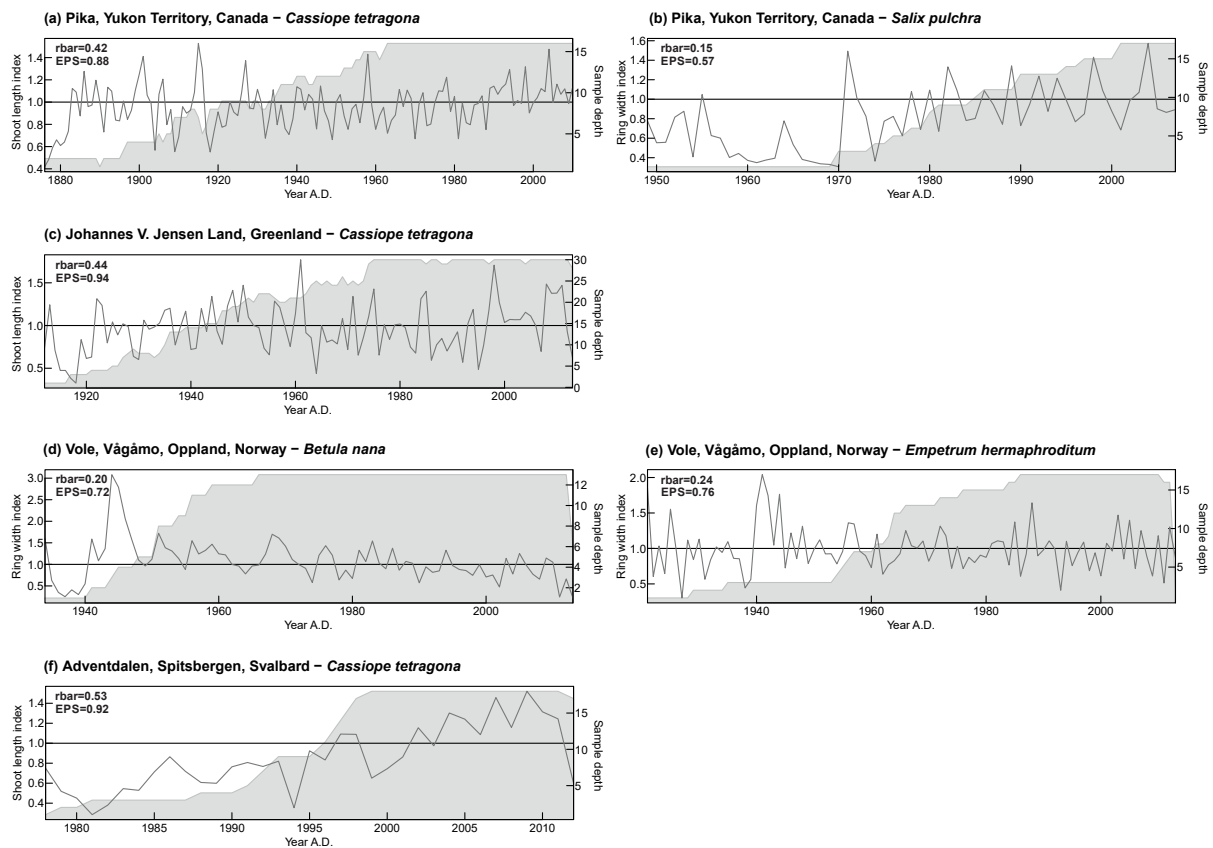 (a) Pika, Yukon Territory, Canada − Cassiope tetragona
rbar=0.42
EPS=0.88
Shoot length index
1.4
1.2
1.0
0.8
0.6
0.4
15
10
5
Sample depth
1880 1900 1920 1940 1960 1980 2000
Year A.D.
(b) Pika, Yukon Territory, Canada − Salix pulchra
rbar=0.15
EPS=0.57
Ring width index
1.6
1.4
1.2
1.0
0.8
0.6
0.4
15
10
5
Sample depth
1950 1960 1970 1980 1990 2000
Year A.D.
(c) Johannes V. Jensen Land, Greenland − Cassiope tetragona
rbar=0.44
EPS=0.94
Shoot length index
1.5
1.0
0.5
30
25
20
15
10
5
0
Sample depth
1920 1940 1960 1980 2000
Year A.D.
(d) Vole, Vågåmo, Oppland, Norway − Betula nana
rbar=0.20
EPS=0.72
Ring width index
3.0
2.5
2.0
1.5
1.0
0.5
12
10
8
6
4
2
Sample depth
1940 1960 1980 2000
Year A.D.
(e) Vole, Vågåmo, Oppland, Norway − Empetrum hermaphroditum
rbar=0.24
EPS=0.76
Ring width index
2.0
1.5
1.0
0.5
15
10
5
Sample depth
1940 1960 1980 2000
Year A.D.
(f) Adventdalen, Spitsbergen, Svalbard − Cassiope tetragona
rbar=0.53
EPS=0.92
Shoot length index
1.4
1.2
1.0
0.8
0.6
0.4
15
10
5
Sample depth
1980 1985 1990 1995 2000 2005 2010
Year A.D.